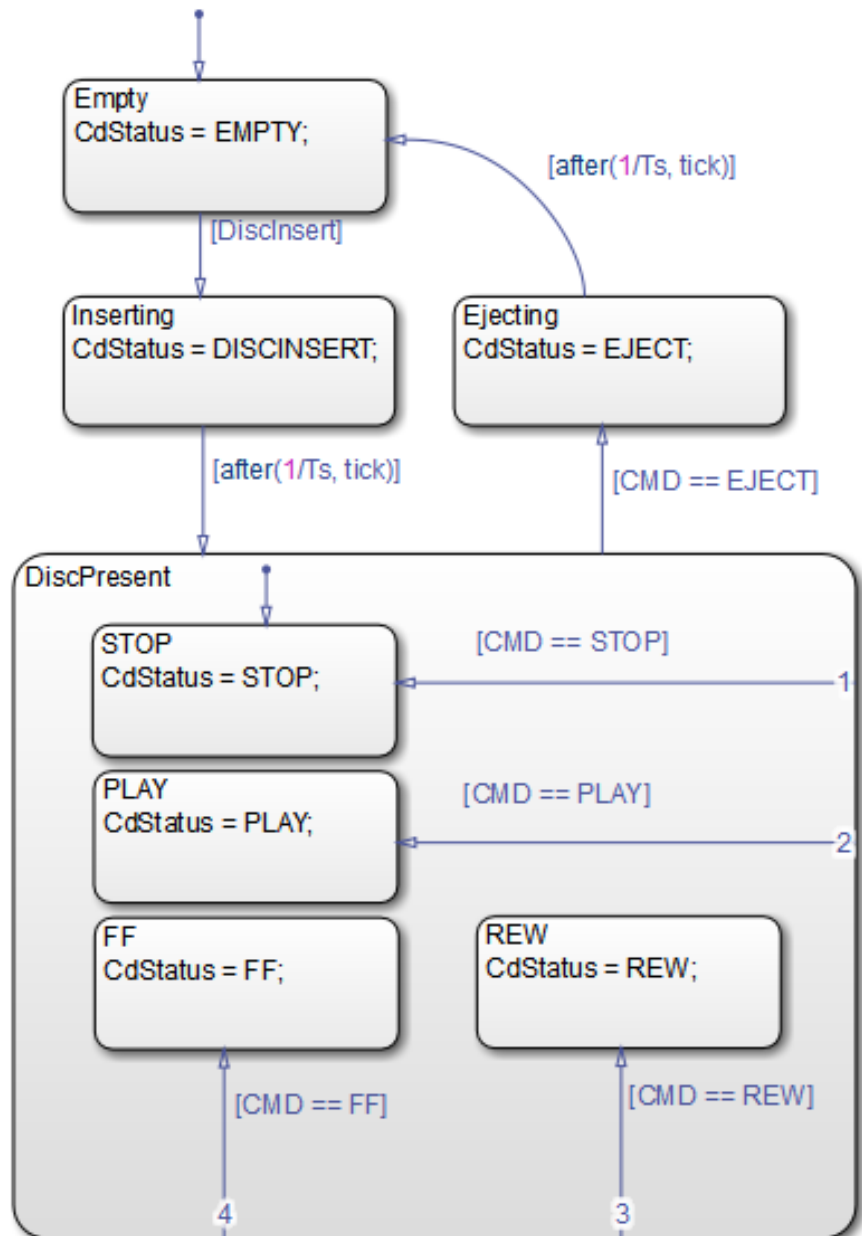 Empty
CdStatus = EMPTY;
[after(1/Ts, tick)]
[DiscInsert]
Inserting
CdStatus = DISCINSERT;
Ejecting
CdStatus = EJECT;
[after(1/Ts, tick)]
[CMD == EJECT]
DiscPresent
STOP
CdStatus = STOP;
[CMD == STOP]
1
PLAY
CdStatus = PLAY;
[CMD == PLAY]
2
FF
CdStatus = FF;
REW
CdStatus = REW;
[CMD == FF]
[CMD == REW]
4
3